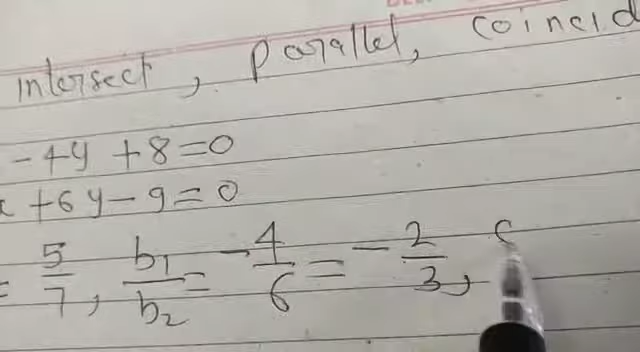 intersect, parallel, coincid
- 4y + 8 = 0
x + 6y - 9 = 0
= 5/7, b₁/b₂ = - 4/6 = - 2/3,